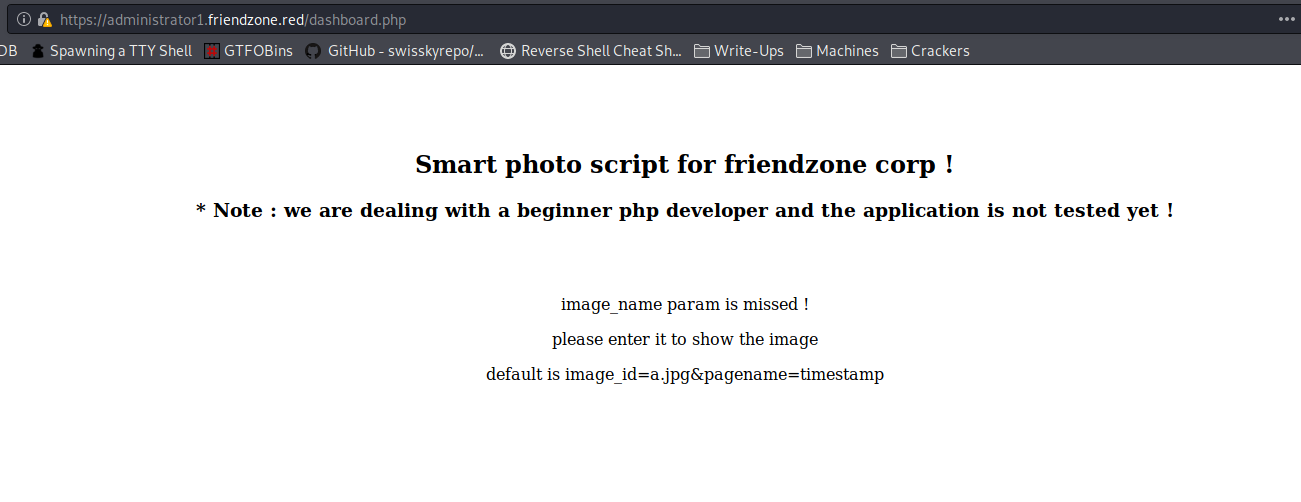 https://administrator1.friendzone.red/dashboard.php
DB Spawning a TTY Shell GTFOBins GitHub - swisskyrepo/... Reverse Shell Cheat Sh... Write-Ups Machines Crackers
Smart photo script for friendzone corp !
* Note : we are dealing with a beginner php developer and the application is not tested yet !
image_name param is missed !
please enter it to show the image
default is image_id=a.jpg&pagename=timestamp